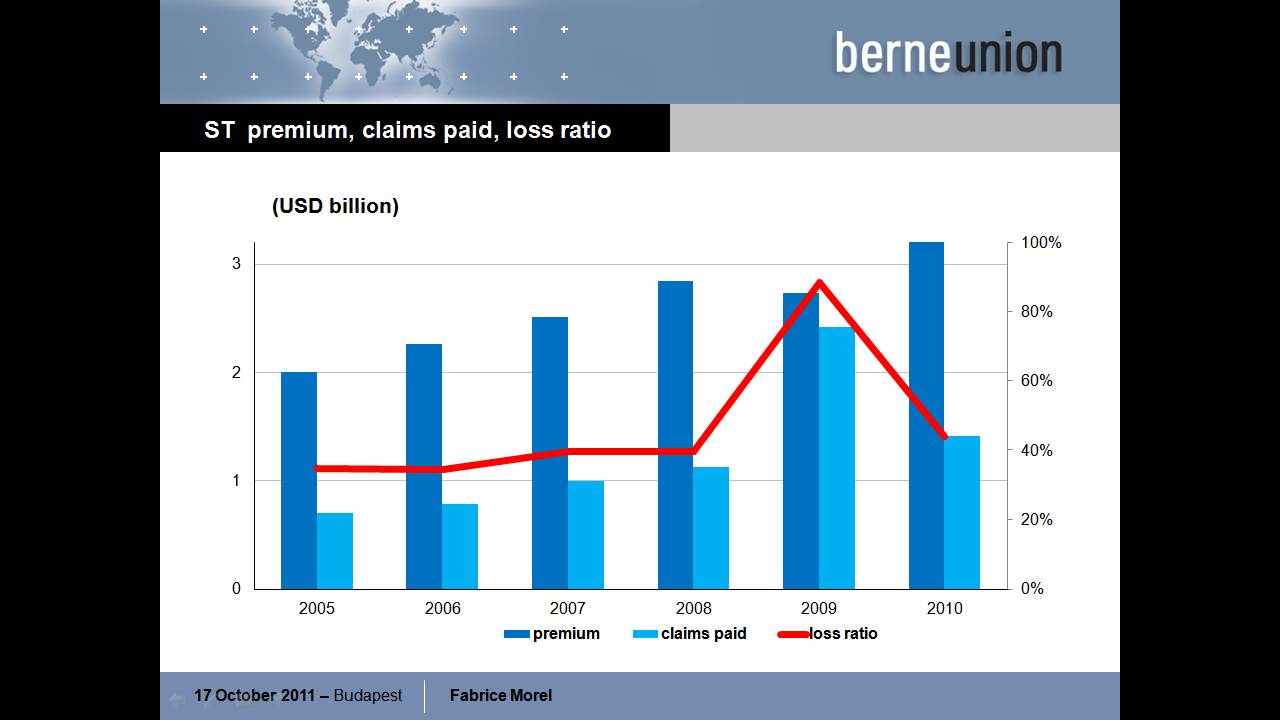 berneunion
ST premium, claims paid, loss ratio
(USD billion)
3
2
1
0
100%
80%
60%
40%
20%
0%
2005 2006 2007 2008 2009 2010
premium claims paid loss ratio
17 October 2011 – Budapest Fabrice Morel